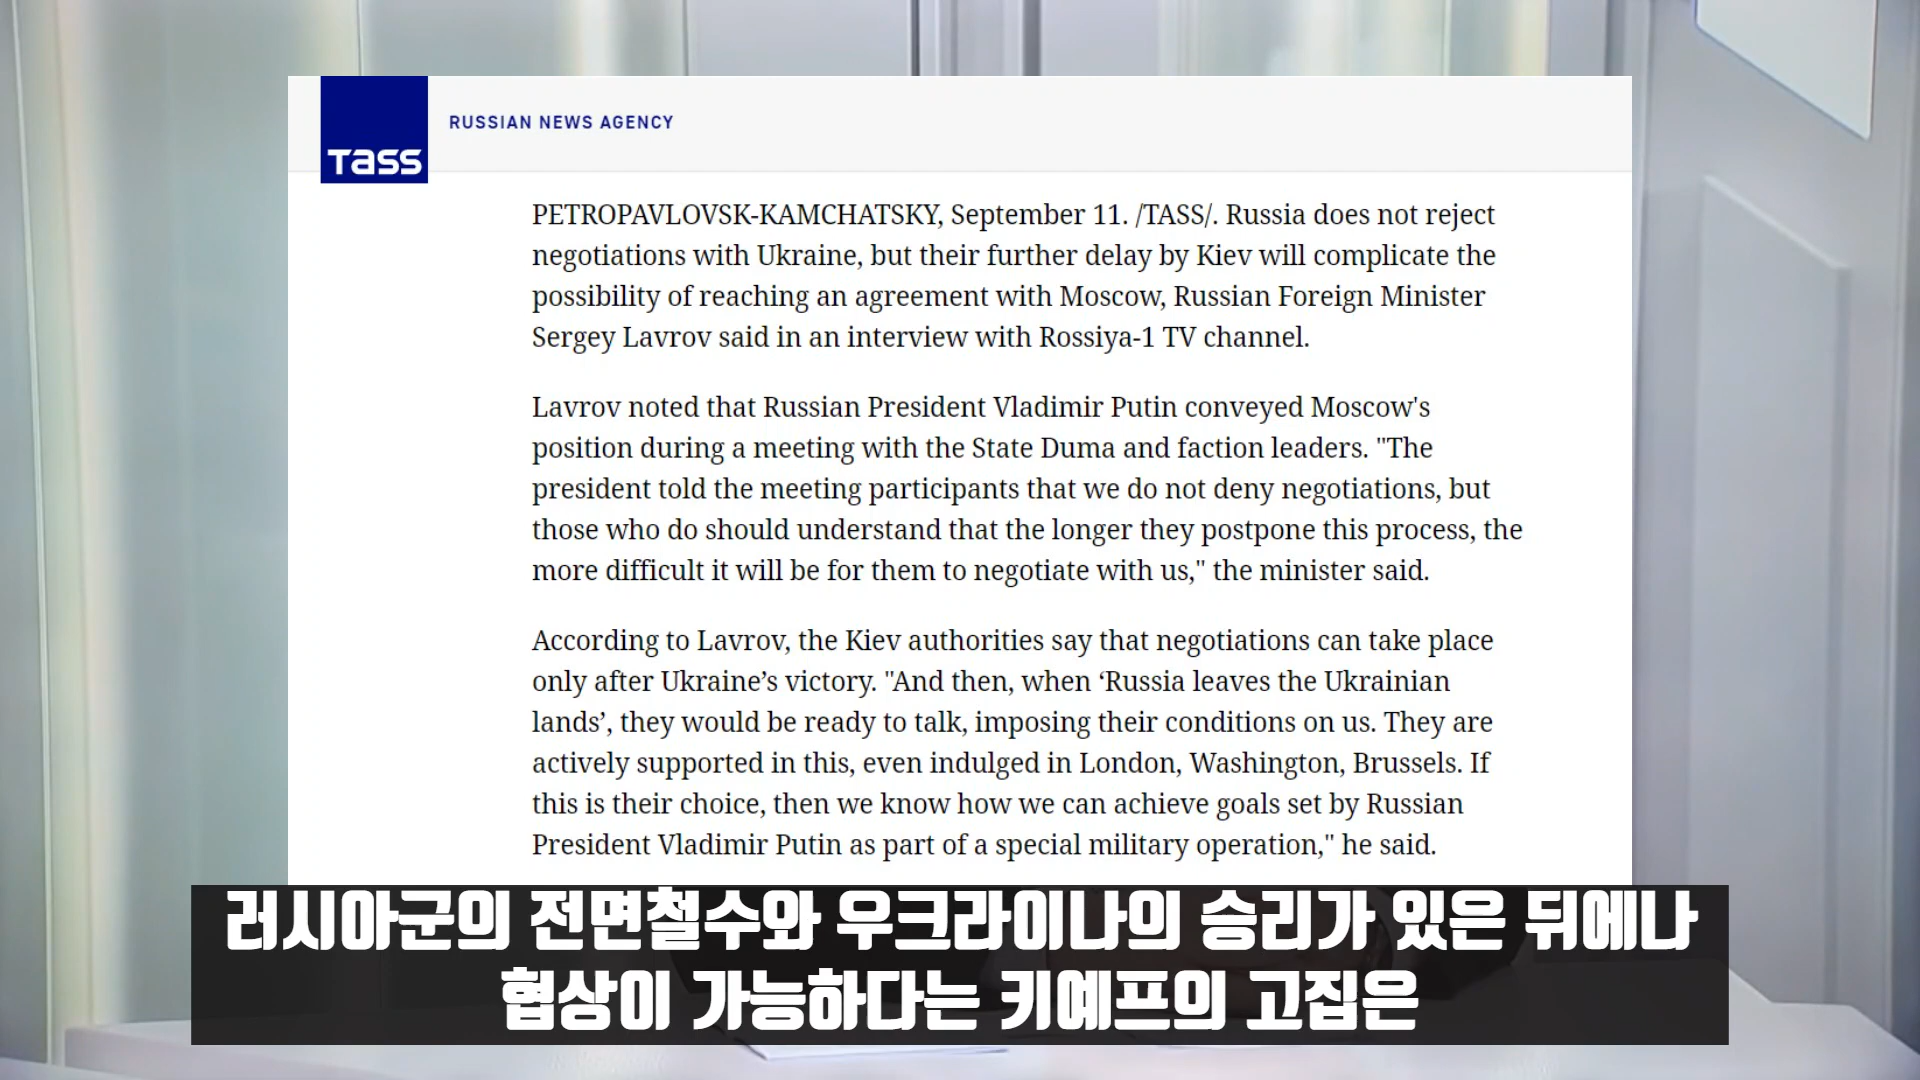 TASS
RUSSIAN NEWS AGENCY
PETROPAVLOVSK-KAMCHATSKY, September 11. /TASS/. Russia does not reject
negotiations with Ukraine, but their further delay by Kiev will complicate the
possibility of reaching an agreement with Moscow, Russian Foreign Minister
Sergey Lavrov said in an interview with Rossiya-1 TV channel.
Lavrov noted that Russian President Vladimir Putin conveyed Moscow's
position during a meeting with the State Duma and faction leaders. "The
president told the meeting participants that we do not deny negotiations, but
those who do should understand that the longer they postpone this process, the
more difficult it will be for them to negotiate with us," the minister said.
According to Lavrov, the Kiev authorities say that negotiations can take place
only after Ukraine’s victory. "And then, when ‘Russia leaves the Ukrainian
lands’, they would be ready to talk, imposing their conditions on us. They are
actively supported in this, even indulged in London, Washington, Brussels. If
this is their choice, then we know how we can achieve goals set by Russian
President Vladimir Putin as part of a special military operation," he said.
러시아군의 전면철수와 우크라이나의 승리가 있은 뒤에나
협상이 가능하다는 키예프의 고집은